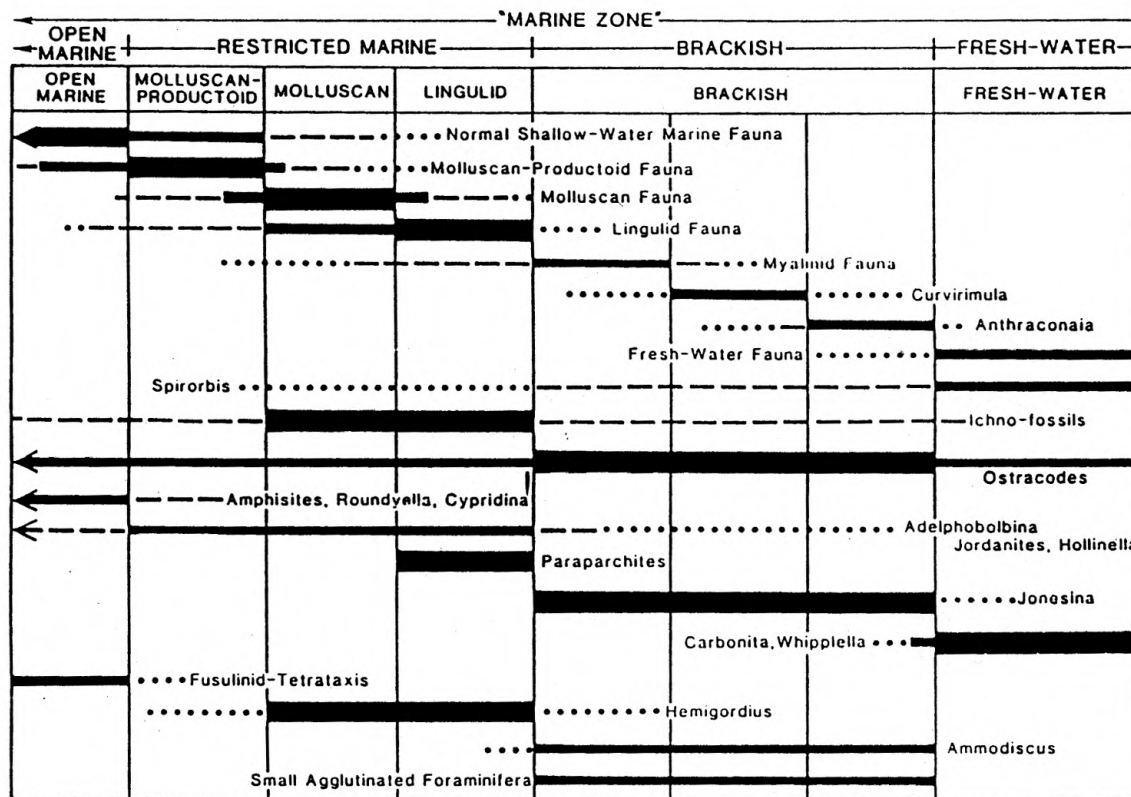 "MARINE ZONE"
OPEN
MARINE
RESTRICTED MARINE
BRACKISH
FRESH-WATER
OPEN
MARINE
MOLLUSCAN-
PRODUCTOID
MOLLUSCAN
LINGULID
BRACKISH
FRESH-WATER
Normal Shallow-Water Marine Fauna
Molluscan-Productoid Fauna
Molluscan Fauna
Lingulid Fauna
Myalinid Fauna
Curvirimula
Anthraconaia
Fresh-Water Fauna
Spirorbis
Ichno-fossils
Ostracodes
Amphisites, Roundyella, Cypridina
Adelphobolbina
Jordanites, Hollinella
Paraparchites
Jonesina
Carbonita, Whipplella
Fusulinid-Tetrataxis
Hemigordius
Ammodiscus
Small Agglutinated Foraminifera